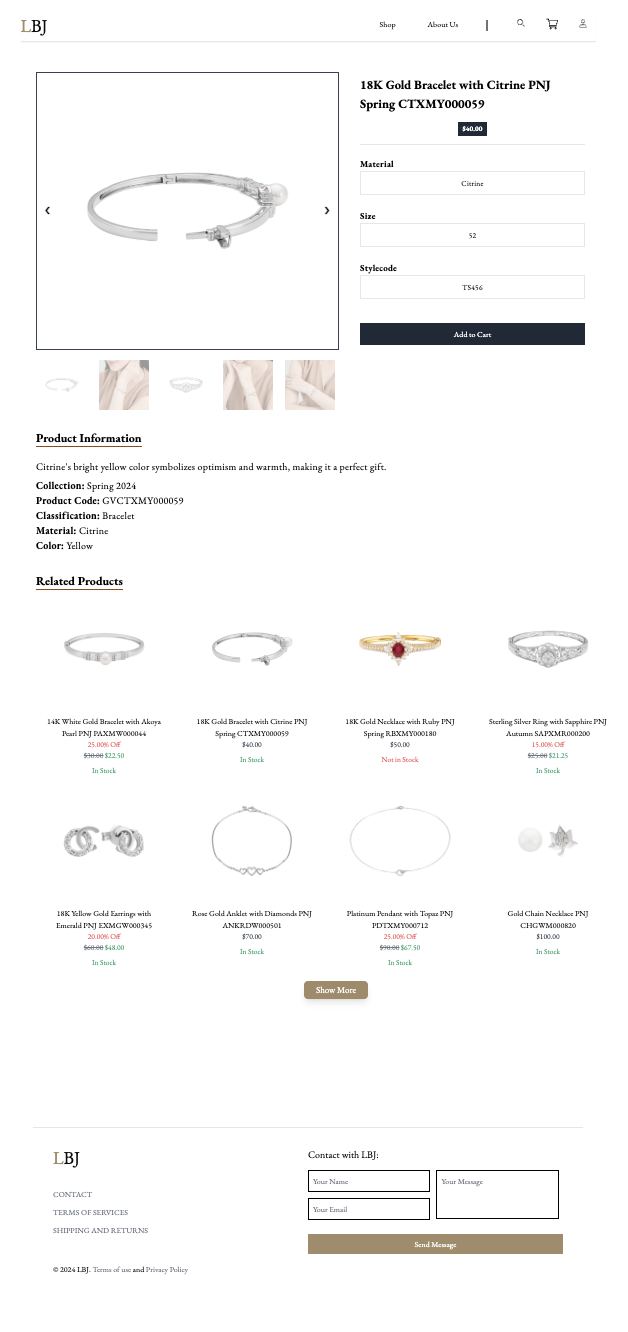 LBJ
Shop
About Us
18K Gold Bracelet with Citrine PNJ
Spring CTXMY000059
$40.00
Material
Citrine
Size
52
Stylecode
TS456
Add to Cart
Product Information
Citrine's bright yellow color symbolizes optimism and warmth, making it a perfect gift.
Collection: Spring 2024
Product Code: GVCTXMY000059
Classification: Bracelet
Material: Citrine
Color: Yellow
Related Products
14K White Gold Bracelet with Akoya
Pearl PNJ PAXMW000044
25.00% Off
$30.00 $22.50
In Stock
18K Gold Bracelet with Citrine PNJ
Spring CTXMY000059
$40.00
In Stock
18K Gold Necklace with Ruby PNJ
Spring RBXMY000180
$50.00
Not in Stock
Sterling Silver Ring with Sapphire PNJ
Autumn SAPXMR000200
15.00% Off
$25.00 $21.25
In Stock
18K Yellow Gold Earrings with
Emerald PNJ EXMGW000345
20.00% Off
$60.00 $48.00
In Stock
Rose Gold Anklet with Diamonds PNJ
ANKRDW000501
$70.00
In Stock
Platinum Pendant with Topaz PNJ
PDTXMY000712
25.00% Off
$90.00 $67.50
In Stock
Gold Chain Necklace PNJ
CHGWM000820
$100.00
In Stock
Show More
LBJ
CONTACT
TERMS OF SERVICES
SHIPPING AND RETURNS
© 2024 LBJ. Terms of use and Privacy Policy
Contact with LBJ:
Your Name
Your Email
Your Message
Send Message